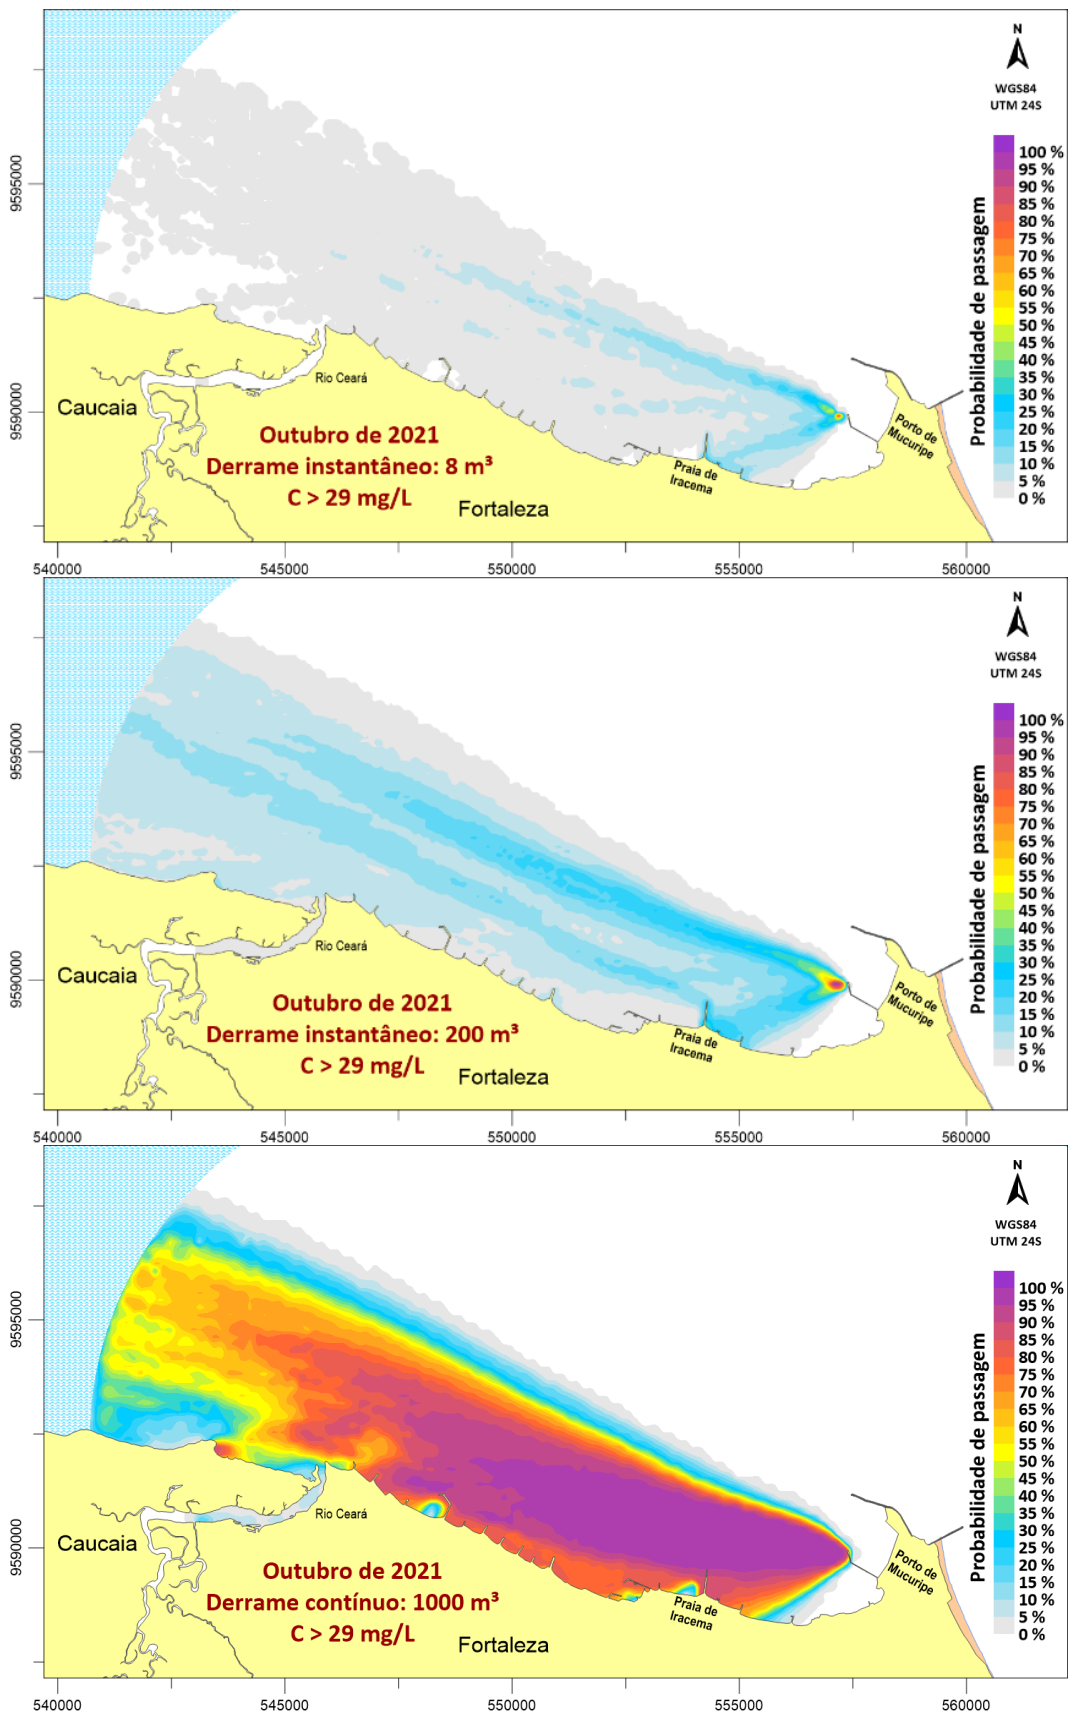 N
WGS84
UTM 24S
Probabilidade de passagem
100 %
95 %
90 %
85 %
80 %
75 %
70 %
65 %
60 %
55 %
50 %
45 %
40 %
35 %
30 %
25 %
20 %
15 %
10 %
5 %
0 %
9595000
9590000
Rio Ceará
Caucaia
Porto de
Mucuripe
Outubro de 2021
Derrame instantâneo: 8 m³
C > 29 mg/L
Praia de
Iracema
Fortaleza
540000
545000
550000
555000
560000
N
WGS84
UTM 24S
Probabilidade de passagem
100 %
95 %
90 %
85 %
80 %
75 %
70 %
65 %
60 %
55 %
50 %
45 %
40 %
35 %
30 %
25 %
20 %
15 %
10 %
5 %
0 %
9595000
9590000
Rio Ceará
Caucaia
Porto de
Mucuripe
Outubro de 2021
Derrame instantâneo: 200 m³
C > 29 mg/L
Praia de
Iracema
Fortaleza
540000
545000
550000
555000
560000
N
WGS84
UTM 24S
Probabilidade de passagem
100 %
95 %
90 %
85 %
80 %
75 %
70 %
65 %
60 %
55 %
50 %
45 %
40 %
35 %
30 %
25 %
20 %
15 %
10 %
5 %
0 %
9595000
9590000
Rio Ceará
Caucaia
Porto de
Mucuripe
Outubro de 2021
Derrame contínuo: 1000 m³
C > 29 mg/L
Praia de
Iracema
Fortaleza
540000
545000
550000
555000
560000